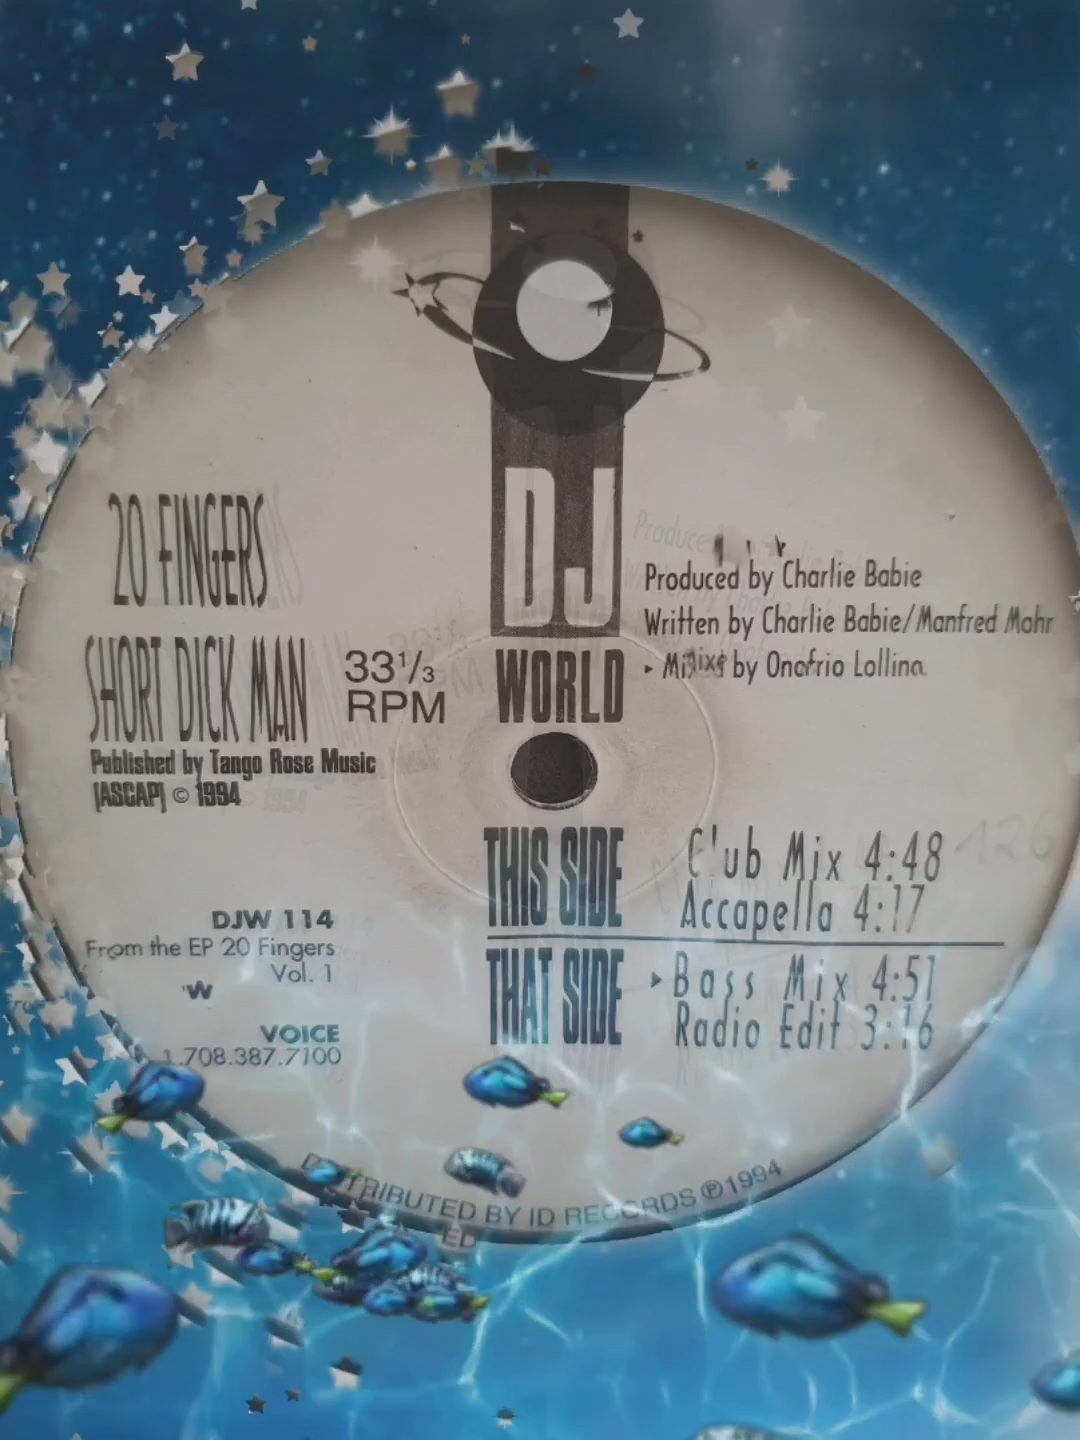 20 FINGERS
SHORT DICK MAN
Published by Tango Rose Music
[ASCAP] © 1994
33⅓
RPM
DJ
WORLD
Produced by Charlie Babie
Written by Charlie Babie/Manfred Mohr
by Onofrio Lollina
THIS SIDE
Club Mix 4:48
Accapella 4:17
THAT SIDE
Bass Mix 4:51
Radio Edit 3:16
DJW 114
From the EP 20 Fingers
Vol. 1
VOICE
1.708.387.7100
DISTRIBUTED BY ID RECORDS ℗1994
126